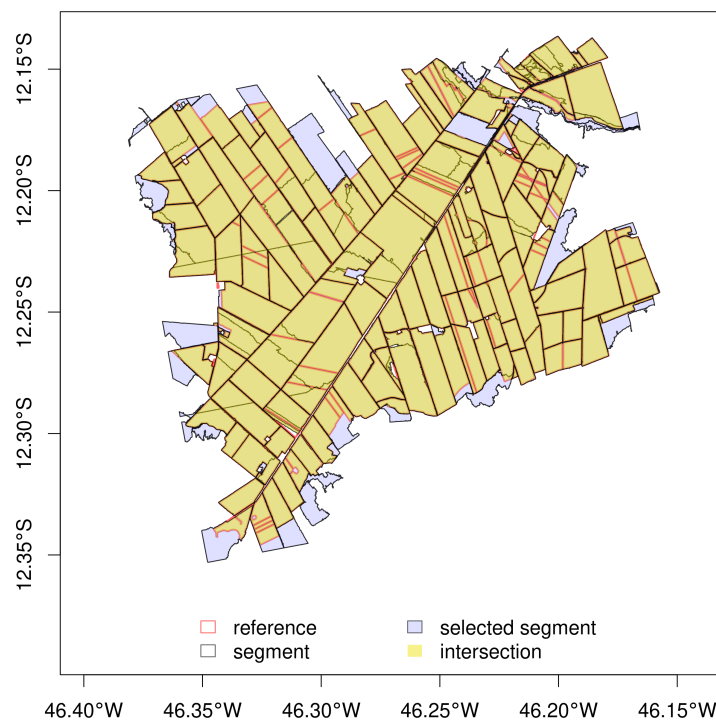 12.15°S
12.20°S
12.25°S
12.30°S
12.35°S
reference
selected segment
segment
intersection
46.40°W 46.35°W 46.30°W 46.25°W 46.20°W 46.15°W